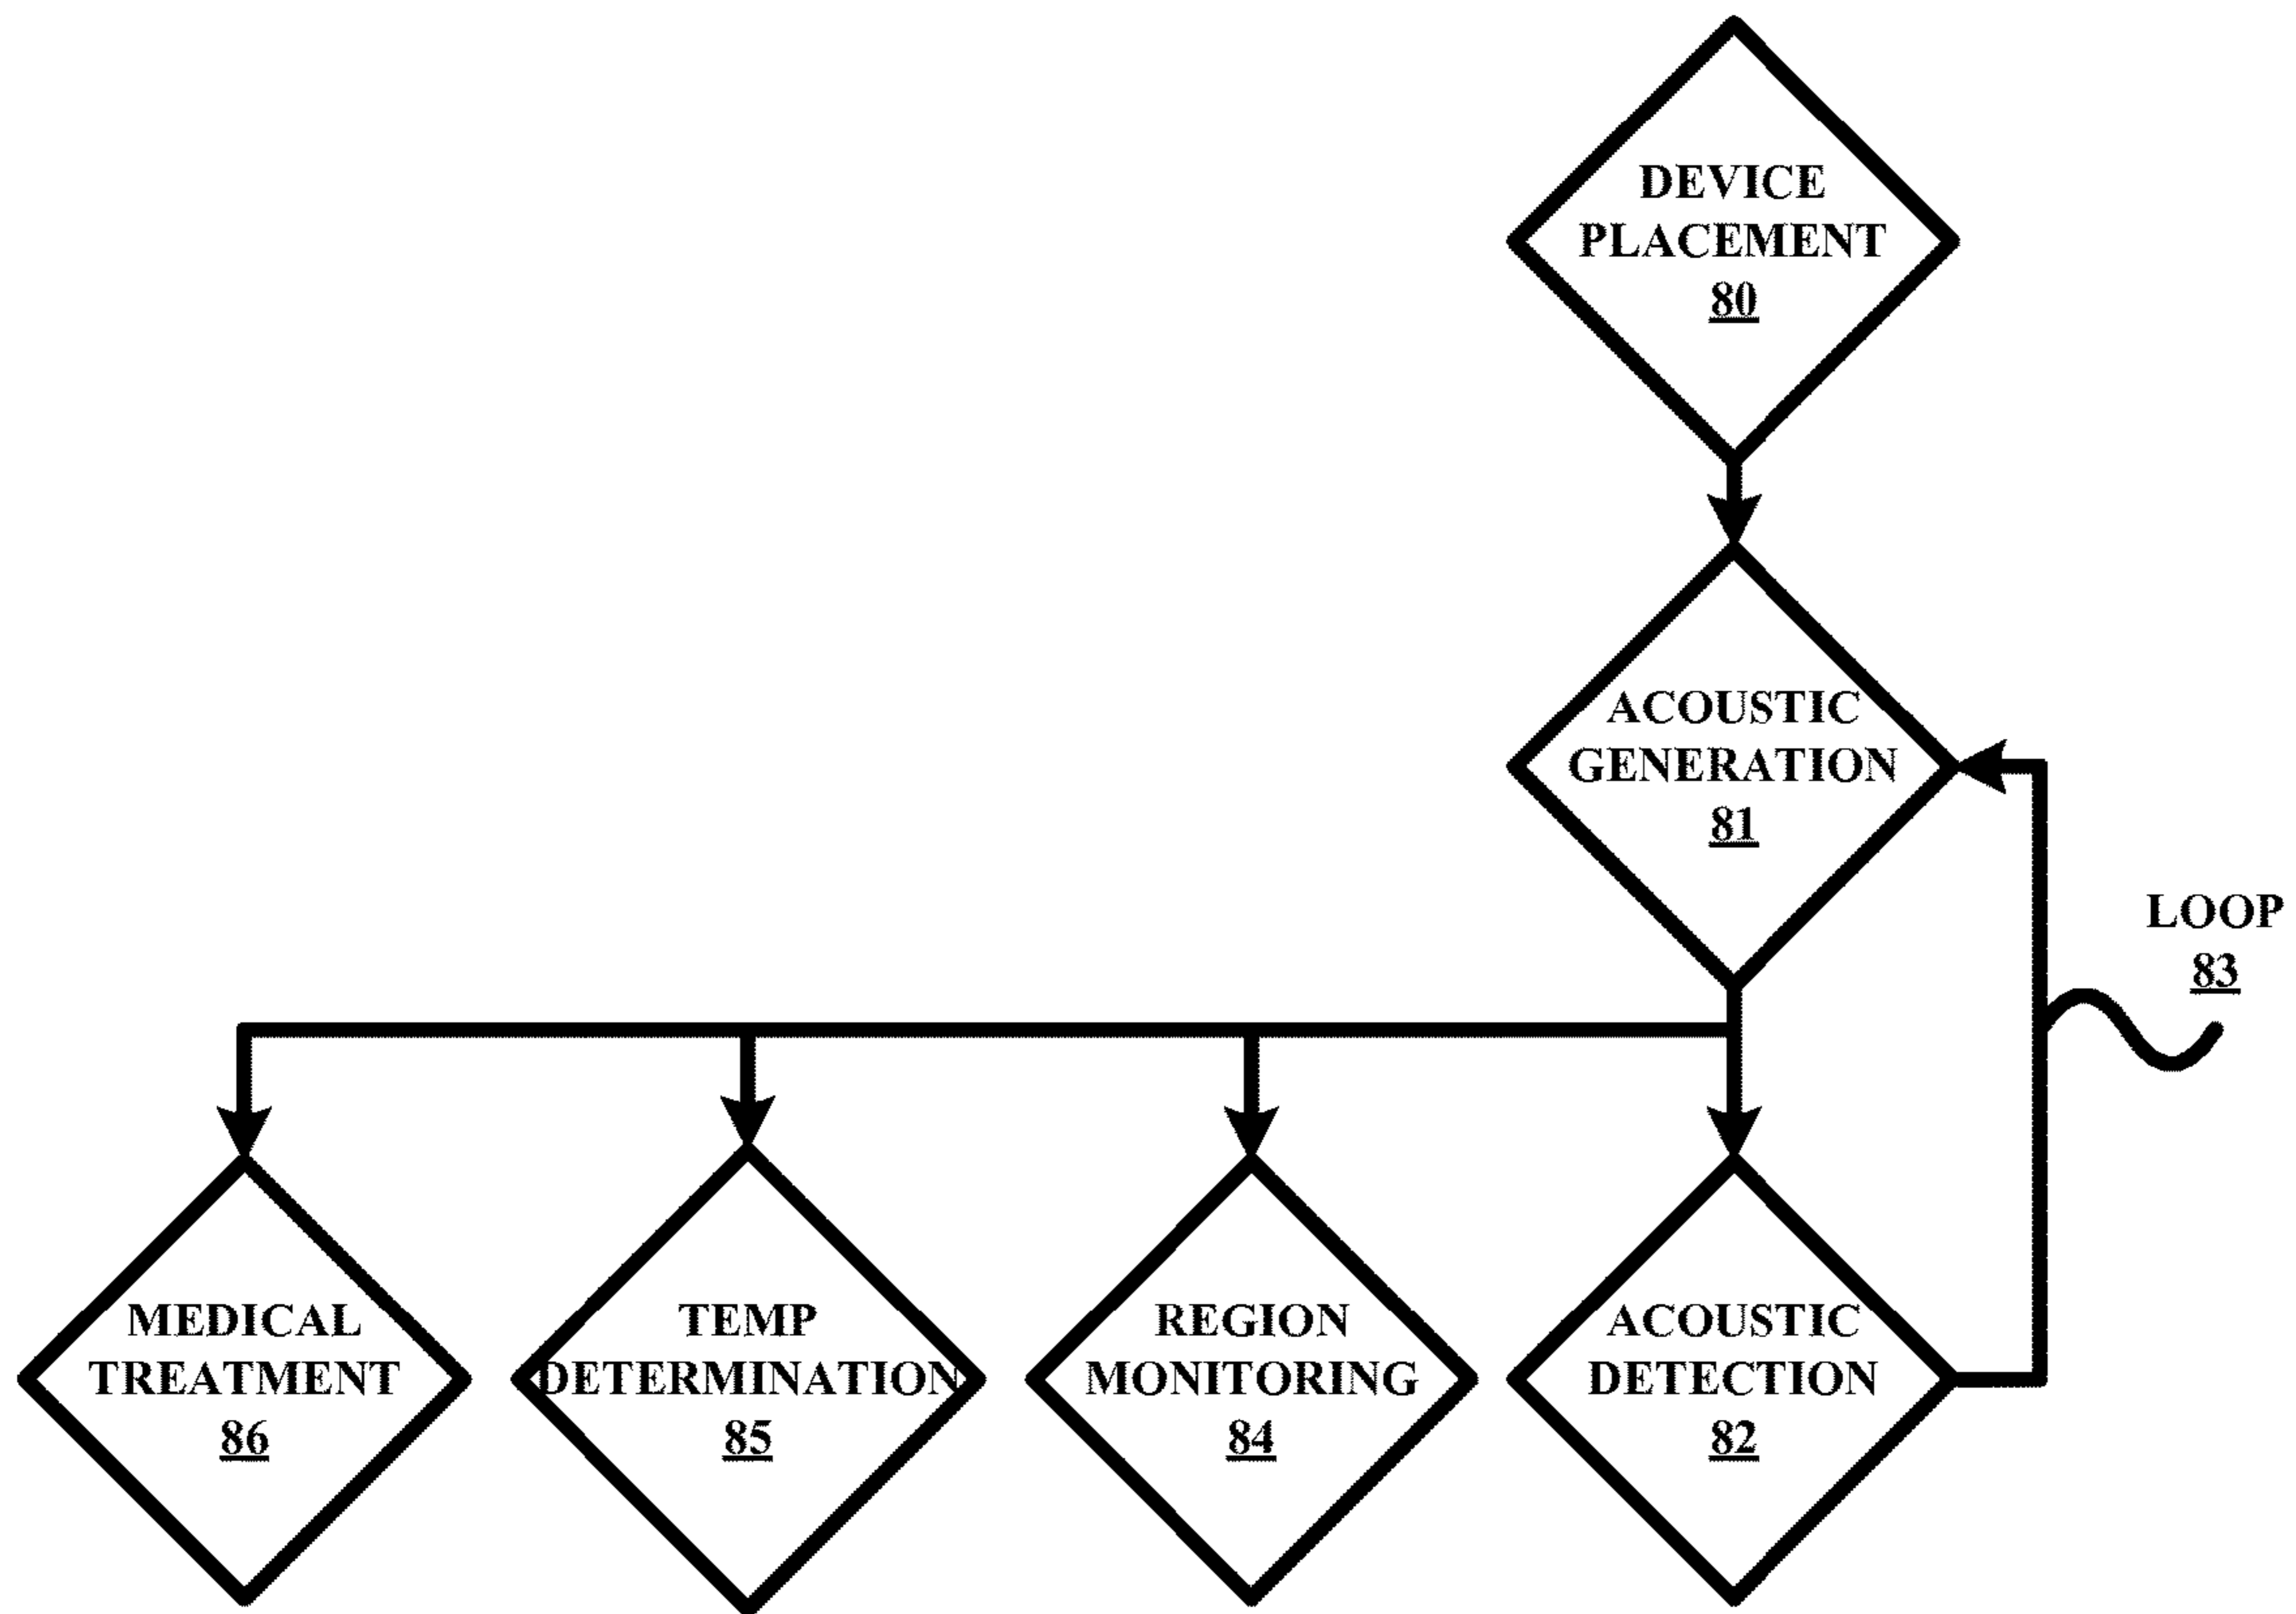 DEVICE
PLACEMENT
80
ACOUSTIC
GENERATION
81
LOOP
83
MEDICAL
TREATMENT
86
TEMP
DETERMINATION
85
REGION
MONITORING
84
ACOUSTIC
DETECTION
82